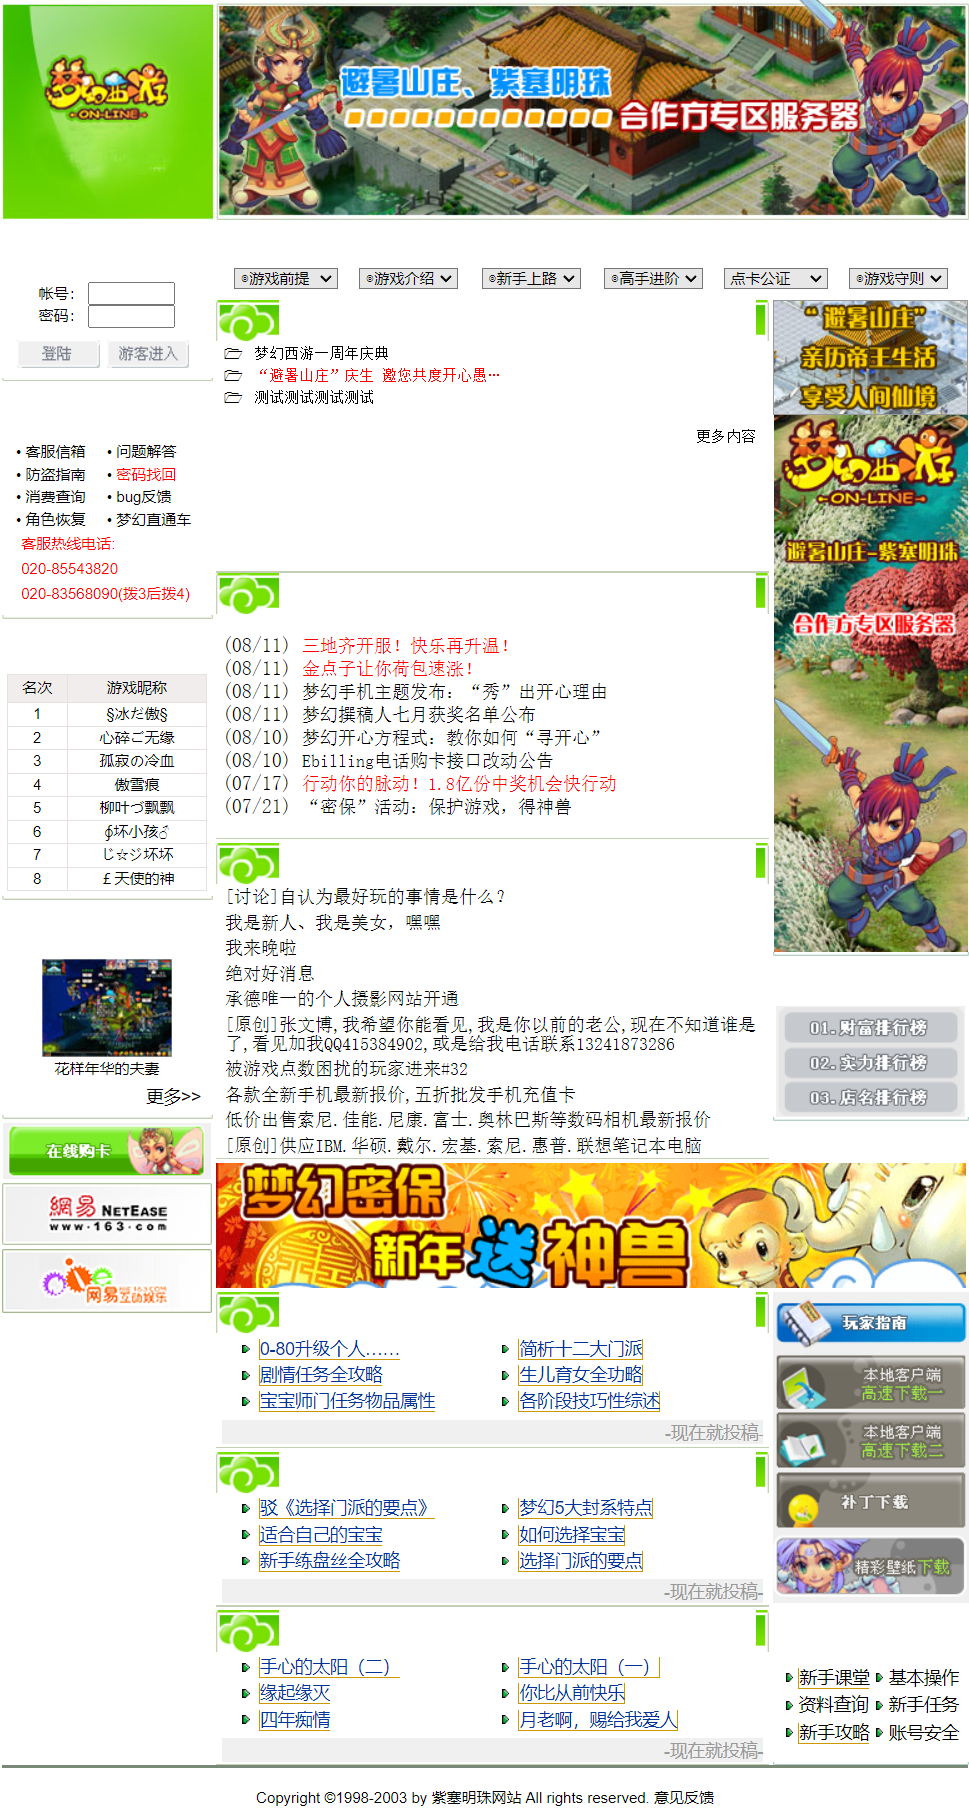 梦幻西游
ON-LINE
避暑山庄、紫塞明珠
合作方专区服务器
帐号：
密码：
登陆 游客进入
◎游戏前提 ◎游戏介绍 ◎新手上路 ◎高手进阶 点卡公证 ◎游戏守则
梦幻西游一周年庆典
“避暑山庄”庆生 邀您共度开心愚…
测试测试测试测试
更多内容
“避暑山庄”
亲历帝王生活
享受人间仙境
梦幻西游
ON-LINE
避暑山庄-紫塞明珠
合作方专区服务器
• 客服信箱 • 问题解答
• 防盗指南 • 密码找回
• 消费查询 • bug反馈
• 角色恢复 • 梦幻直通车
客服热线电话:
020-85543820
020-83568090(拨3后拨4)
(08/11) 三地齐开服！快乐再升温！
(08/11) 金点子让你荷包速涨！
(08/11) 梦幻手机主题发布：“秀”出开心理由
(08/11) 梦幻撰稿人七月获奖名单公布
(08/10) 梦幻开心方程式：教你如何“寻开心”
(08/10) Ebilling电话购卡接口改动公告
(07/17) 行动你的脉动！1.8亿份中奖机会快行动
(07/21) “密保”活动：保护游戏，得神兽
名次 游戏昵称
1 §冰だ傲§
2 心碎ご无缘
3 孤寂の冷血
4 傲雪痕
5 柳叶づ飘飘
6 ∮坏小孩♂
7 じ☆ジ坏坏
8 ￡天使的神
花样年华的夫妻
更多>>
[讨论]自认为最好玩的事情是什么？
我是新人、我是美女，嘿嘿
我来晚啦
绝对好消息
承德唯一的个人摄影网站开通
[原创]张文博,我希望你能看见,我是你以前的老公,现在不知道谁是
了,看见加我QQ415384902,或是给我电话联系13241873286
被游戏点数困扰的玩家进来#32
各款全新手机最新报价,五折批发手机充值卡
低价出售索尼.佳能.尼康.富士.奥林巴斯等数码相机最新报价
[原创]供应IBM.华硕.戴尔.宏基.索尼.惠普.联想笔记本电脑
01.财富排行榜
02.实力排行榜
03.店名排行榜
在线购卡
網易 NETEASE
www.163.com
网易互动娱乐
梦幻密保
新年送神兽
0-80升级个人…… 简析十二大门派
剧情任务全攻略 生儿育女全功略
宝宝师门任务物品属性 各阶段技巧性综述
-现在就投稿-
驳《选择门派的要点》 梦幻5大封系特点
适合自己的宝宝 如何选择宝宝
新手练盘丝全攻略 选择门派的要点
-现在就投稿-
手心的太阳（二） 手心的太阳（一）
缘起缘灭 你比从前快乐
四年痴情 月老啊，赐给我爱人
-现在就投稿-
玩家指南
本地客户端
高速下载一
本地客户端
高速下载二
补丁下载
精彩壁纸下载
新手课堂 基本操作
资料查询 新手任务
新手攻略 账号安全
Copyright ©1998-2003 by 紫塞明珠网站 All rights reserved. 意见反馈